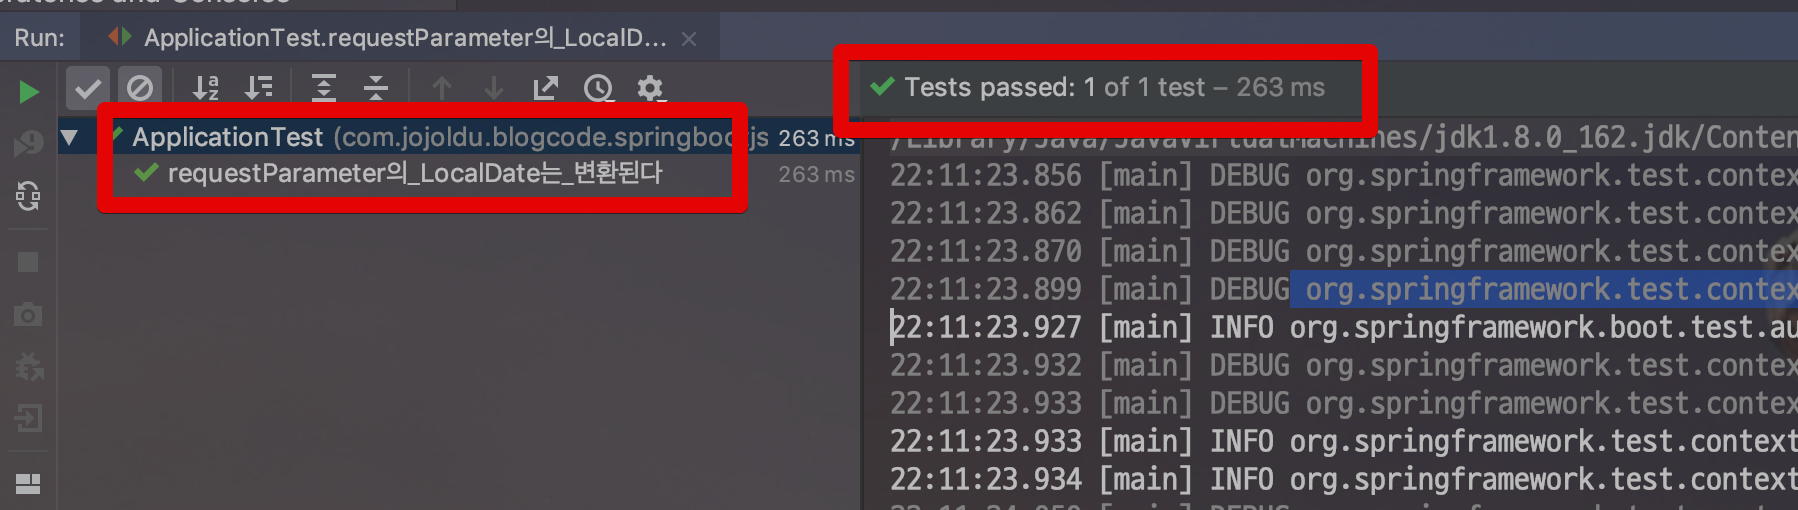 Run: ApplicationTest.requestParameter의_LocalD...
Tests passed: 1 of 1 test – 263 ms
ApplicationTest (com.jojoldu.blogcode.springboo js 263 ms
requestParameter의_LocalDate는_변환된다 263 ms
/Library/Java/JavaVirtualMachines/jdk1.8.0_162.jdk/Conten
22:11:23.856 [main] DEBUG org.springframework.test.contex
22:11:23.862 [main] DEBUG org.springframework.test.contex
22:11:23.870 [main] DEBUG org.springframework.test.contex
22:11:23.899 [main] DEBUG org.springframework.test.contex
22:11:23.927 [main] INFO org.springframework.boot.test.au
22:11:23.932 [main] DEBUG org.springframework.test.contex
22:11:23.933 [main] DEBUG org.springframework.test.contex
22:11:23.933 [main] INFO org.springframework.test.context
22:11:23.934 [main] INFO org.springframework.test.context